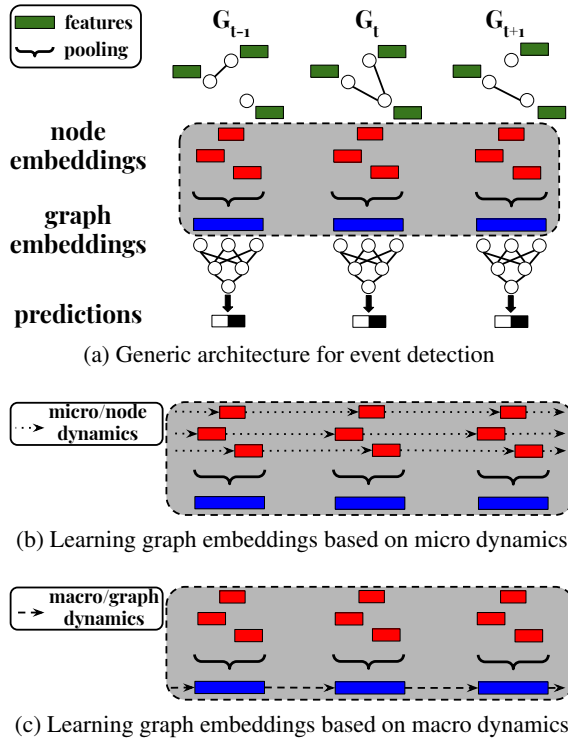 features
pooling
G_{t-1} G_t G_{t+1}
node
embeddings
graph
embeddings
predictions
(a) Generic architecture for event detection
micro/node
dynamics
(b) Learning graph embeddings based on micro dynamics
macro/graph
dynamics
(c) Learning graph embeddings based on macro dynamics